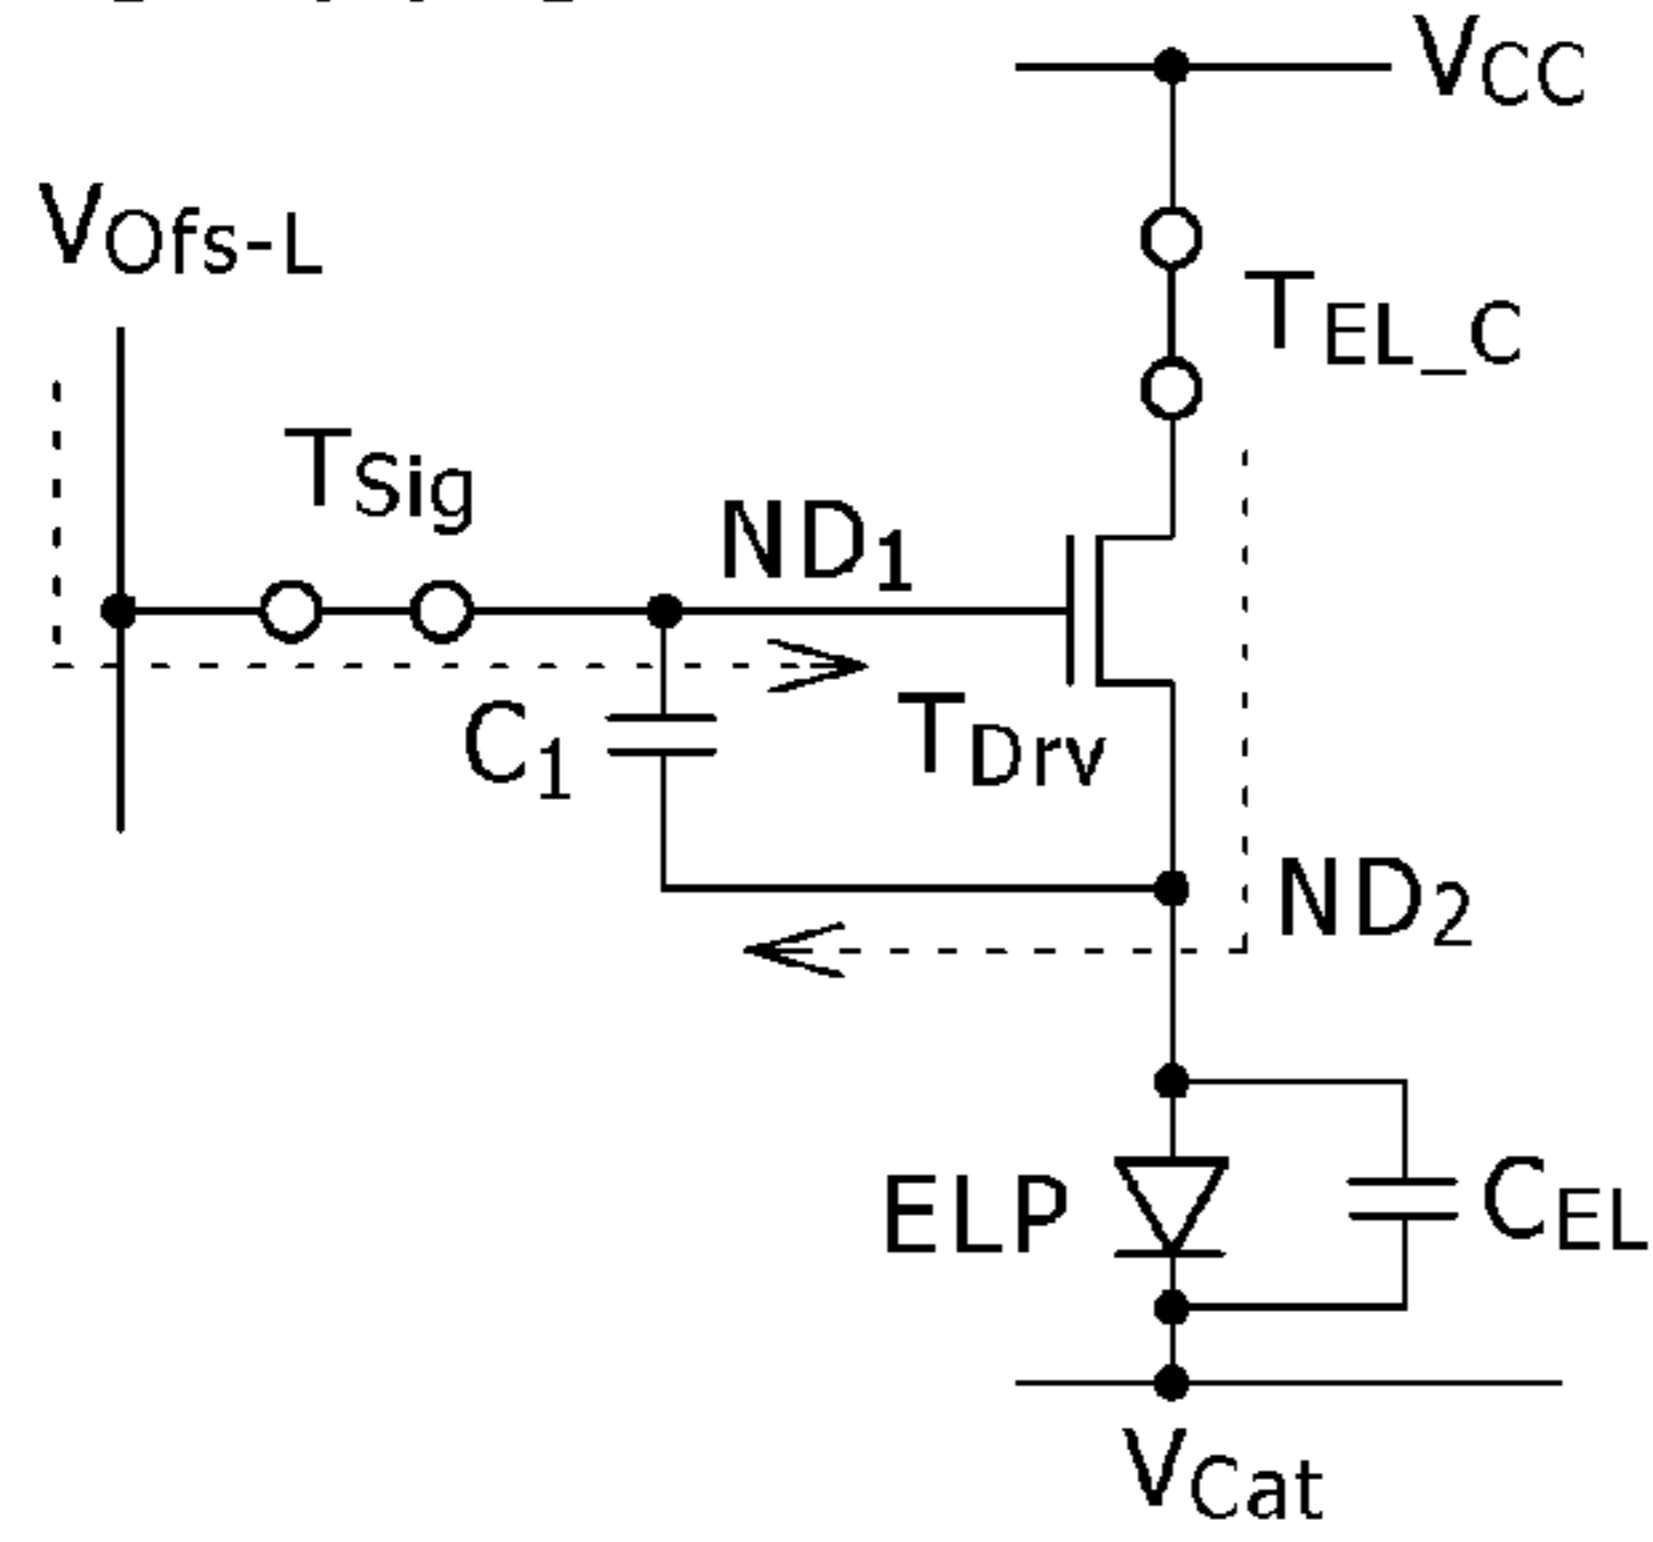 VCC
VOfs-L
TEL_C
TSig
ND1
C1
TDrv
ND2
ELP
CEL
VCat